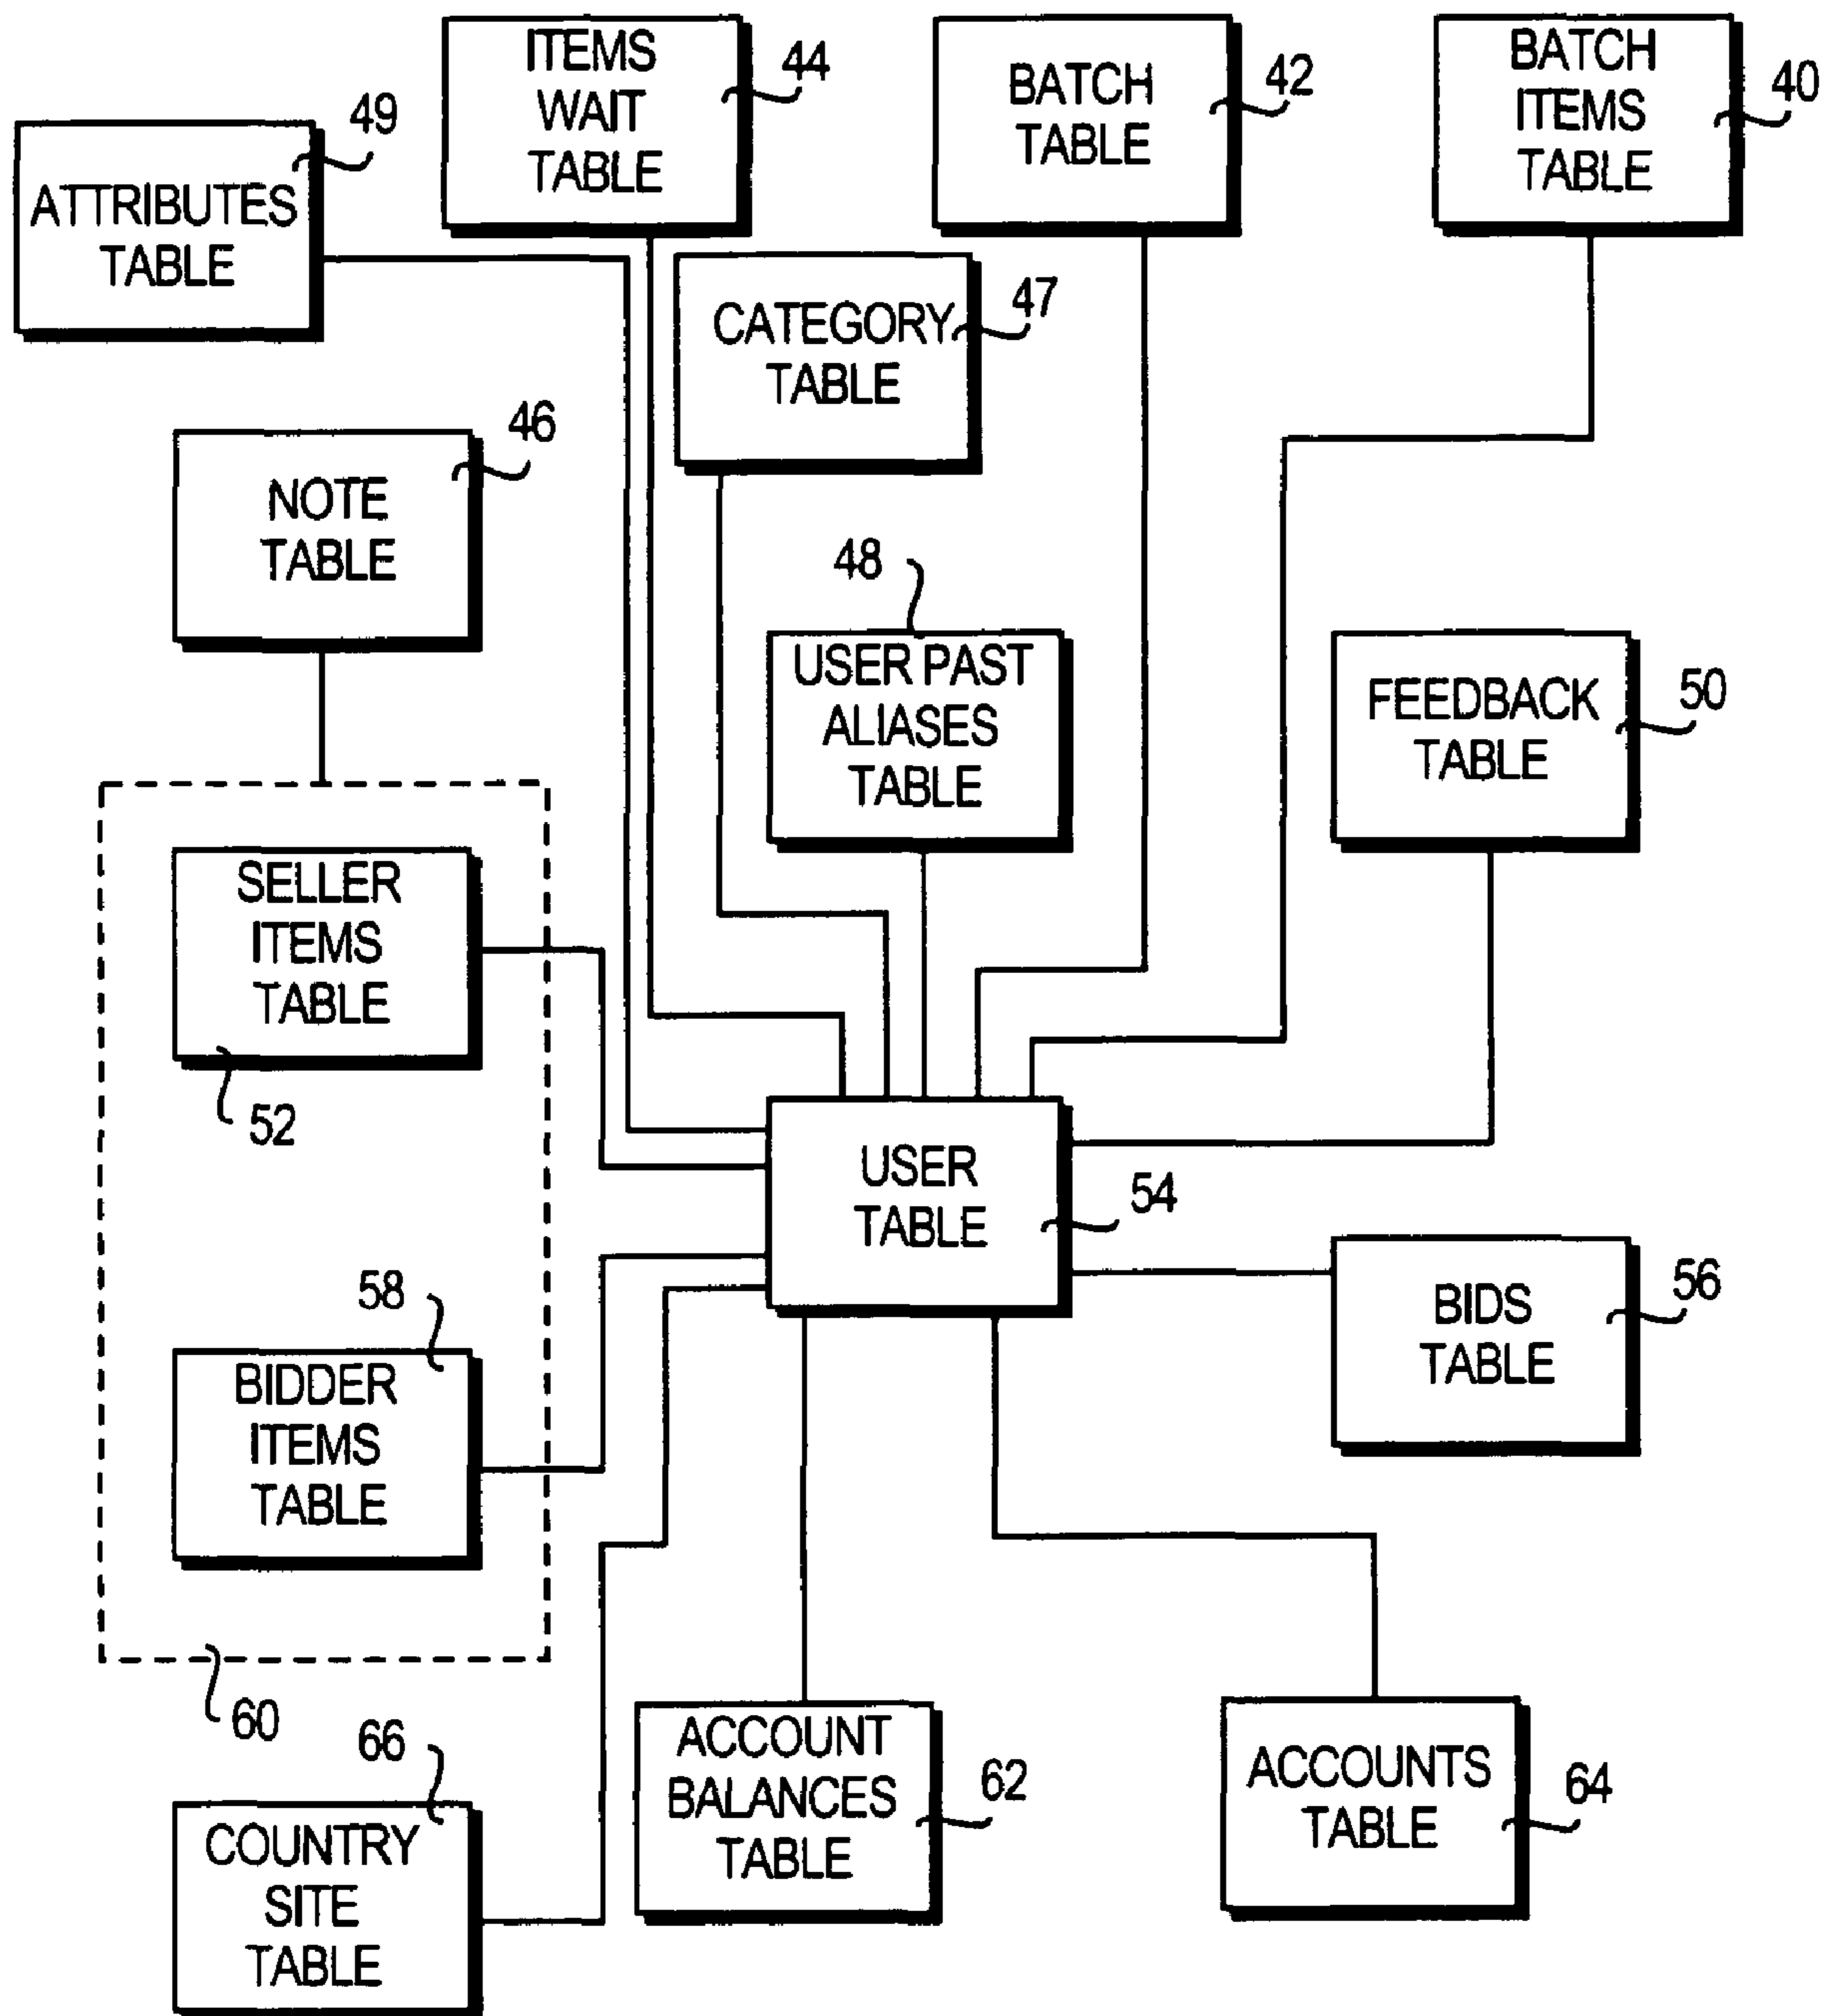 ITEMS
WAIT
TABLE
44
BATCH
TABLE
42
BATCH
ITEMS
TABLE
40
49
ATTRIBUTES
TABLE
CATEGORY
TABLE
47
46
NOTE
TABLE
48
USER PAST
ALIASES
TABLE
FEEDBACK
TABLE
50
SELLER
ITEMS
TABLE
52
USER
TABLE
54
58
BIDDER
ITEMS
TABLE
BIDS
TABLE
56
60
66
COUNTRY
SITE
TABLE
ACCOUNT
BALANCES
TABLE
62
ACCOUNTS
TABLE
64